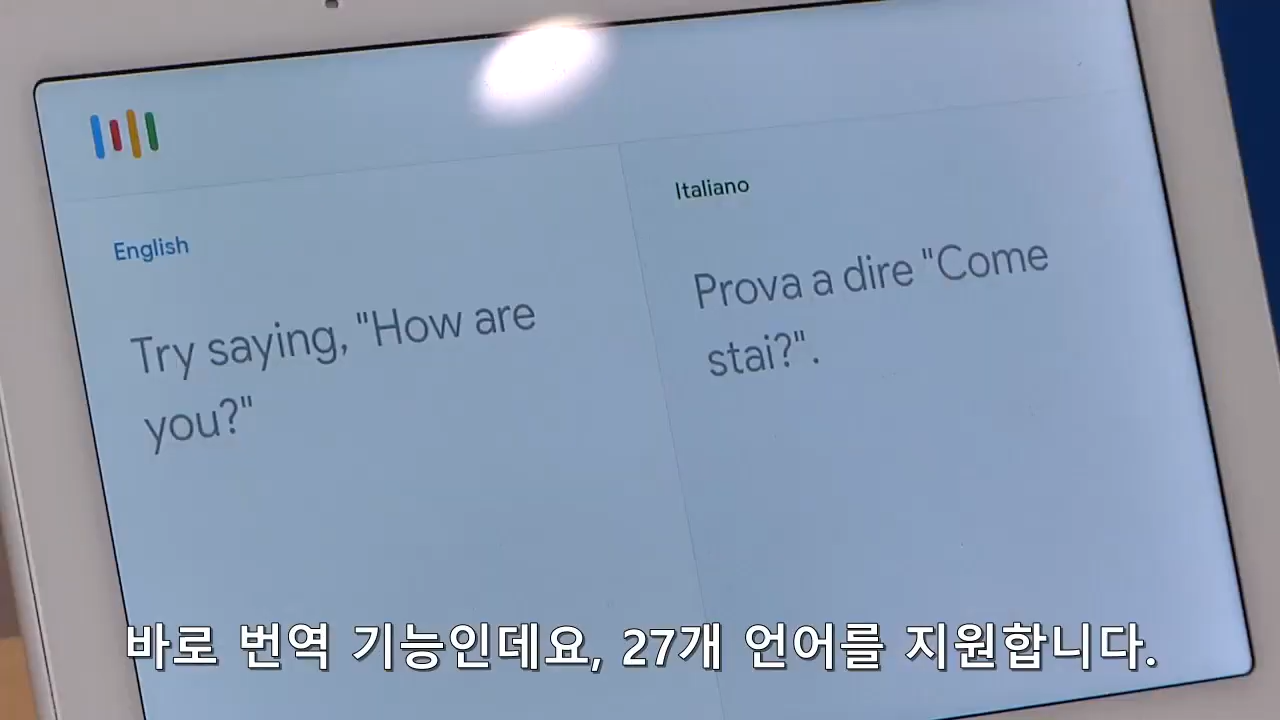 English
Try saying, "How are
you?"
Italiano
Prova a dire "Come
stai?".
바로 번역 기능인데요, 27개 언어를 지원합니다.